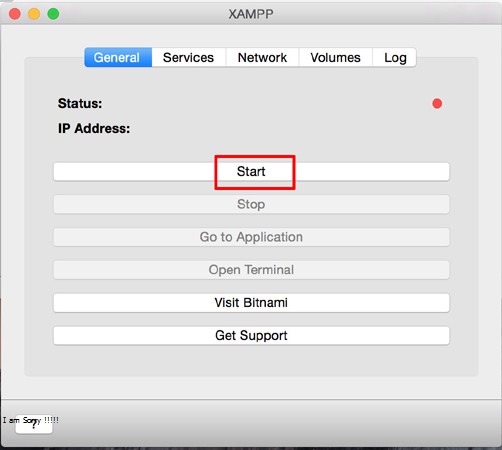 XAMPP
General Services Network Volumes Log
Status:
IP Address:
Start
Stop
Go to Application
Open Terminal
Visit Bitnami
Get Support
I am Sorry !!!!!
?